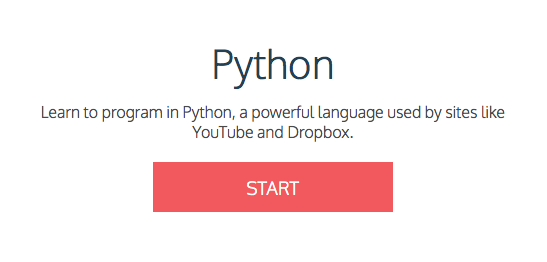 Python
Learn to program in Python, a powerful language used by sites like
YouTube and Dropbox.
START